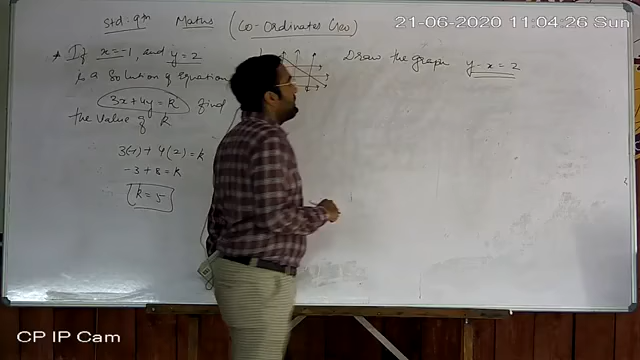 Std: 9th Maths (Co-Ordinates Geo)
21-06-2020 11:04:26 Sun
* If x=-1, and y=2
is a Solution of Equation
3x+4y=k find
the value of k
∴ 3(-1)+4(2)=k
∴ -3+8=k
∴ k=5
Draw the graph y-x=2
CP IP Cam